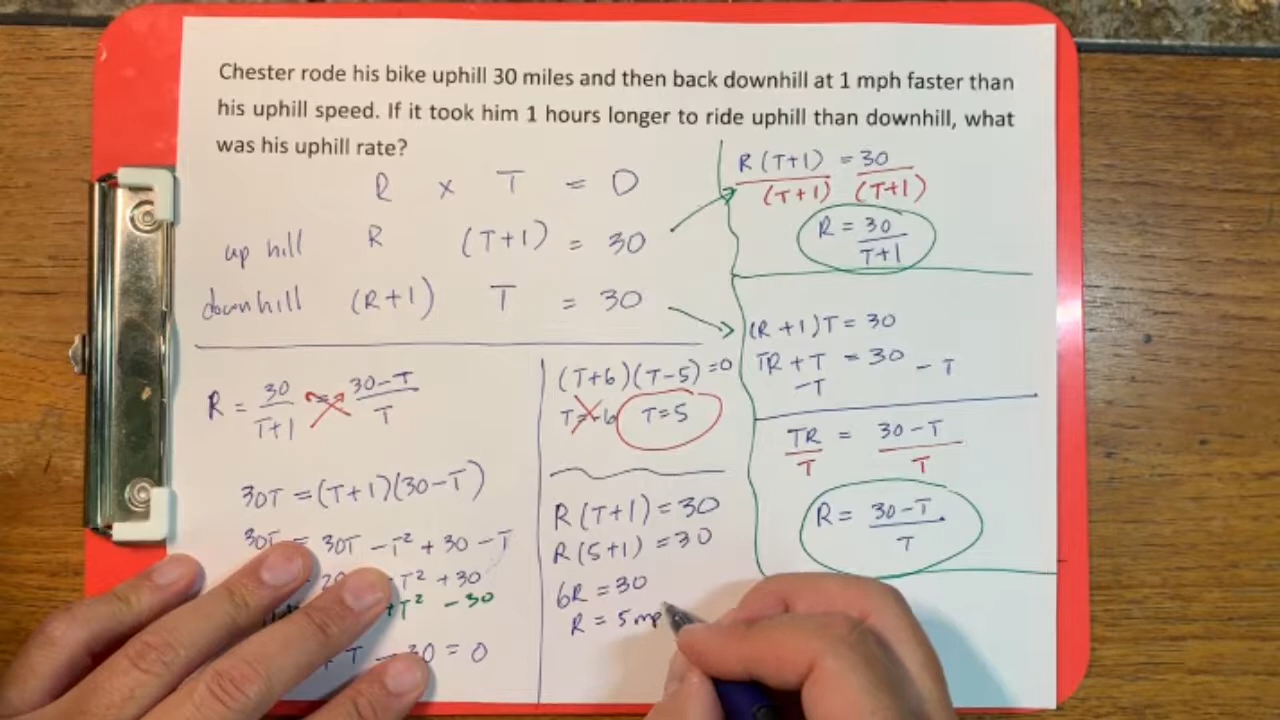 Chester rode his bike uphill 30 miles and then back downhill at 1 mph faster than
his uphill speed. If it took him 1 hours longer to ride uphill than downhill, what
was his uphill rate?
R x T = D
up hill R (T+1) = 30
downhill (R+1) T = 30
R(T+1) = 30
(T+1) (T+1)
R = 30
T+1
(R+1)T = 30
TR + T = 30 - T
-T
TR = 30-T
T T
R = 30-T
T
R = 30 = 30-T
T+1 T
30T = (T+1)(30-T)
30T = 30T - T² + 30 - T
T² + 30
+T² - 30
T - 30 = 0
(T+6)(T-5)=0
T=-6 T=5
R(T+1)=30
R(5+1)=30
6R = 30
R = 5 mp